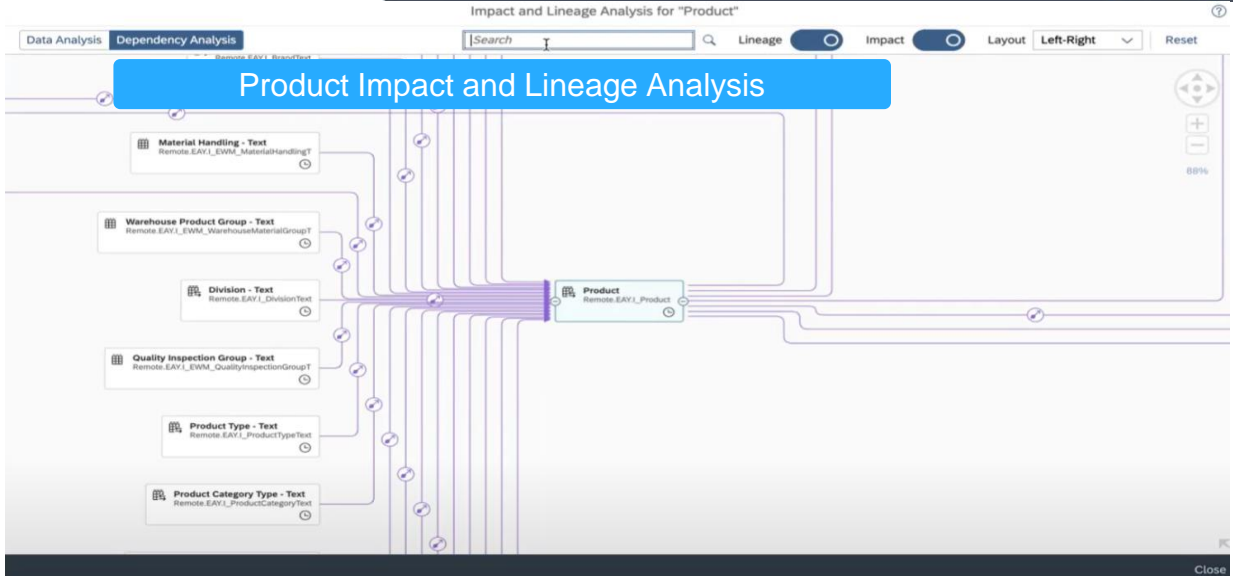 Impact and Lineage Analysis for "Product"
Data Analysis
Dependency Analysis
Search
Lineage
Impact
Layout
Left-Right
Reset
Remote.EAY.I_BrandText
Product Impact and Lineage Analysis
88%
Material Handling - Text
Remote.EAY.I_EWM_MaterialHandlingT
Warehouse Product Group - Text
Remote.EAY.I_EWM_WarehouseMaterialGroupT
Division - Text
Remote.EAY.I_DivisionText
Product
Remote.EAY.I_Product
Quality Inspection Group - Text
Remote.EAY.I_EWM_QualityInspectionGroupT
Product Type - Text
Remote.EAY.I_ProductTypeText
Product Category Type - Text
Remote.EAY.I_ProductCategoryText
Close